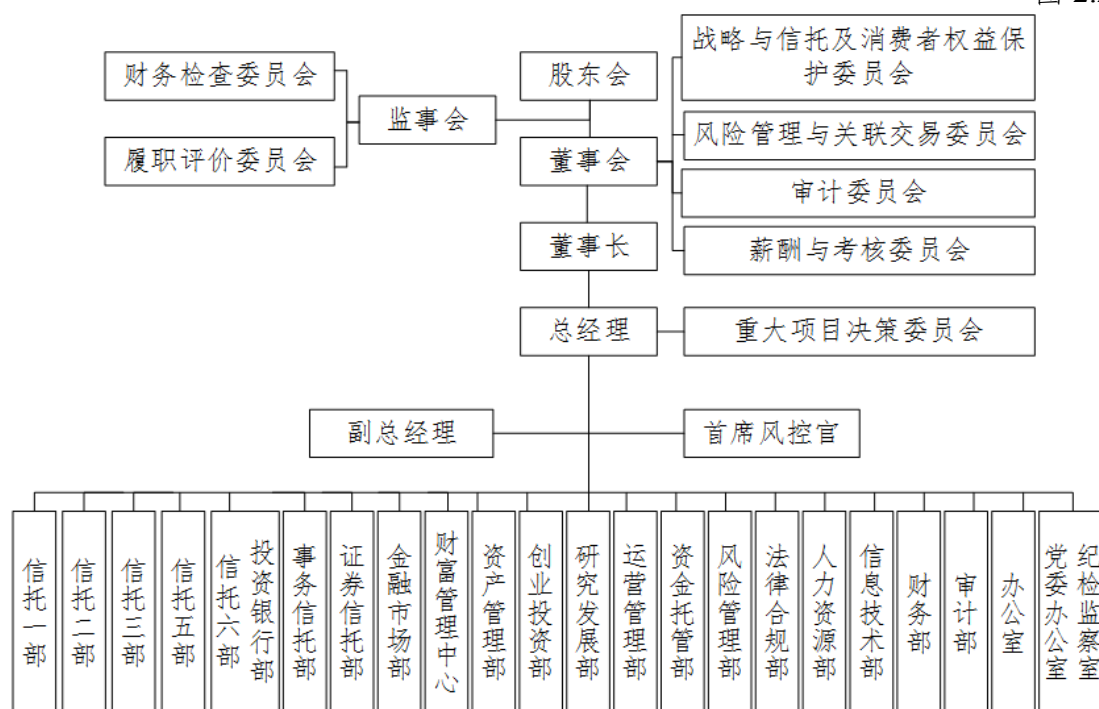 财务检查委员会
履职评价委员会
监事会
股东会
董事会
董事长
总经理
战略与信托及消费者权益保
护委员会
风险管理与关联交易委员会
审计委员会
薪酬与考核委员会
重大项目决策委员会
副总经理
首席风控官
信托一部
信托二部
信托三部
信托五部
信托六部
投资银行部
事务信托部
证券信托部
金融市场部
财富管理中心
资产管理部
创业投资部
研究发展部
运营管理部
资金托管部
风险管理部
法律合规部
人力资源部
信息技术部
财务部
审计部
办公室
党委办公室
纪检监察室